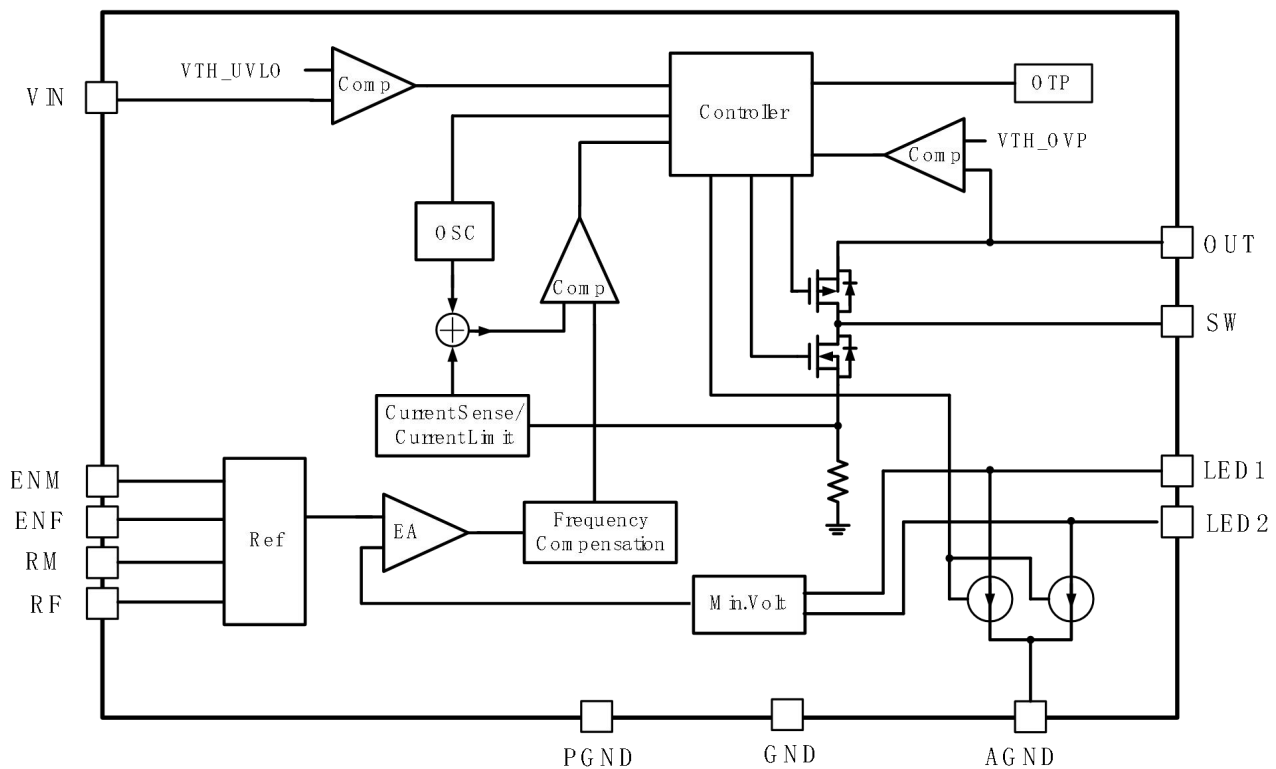 VTH_UVLO
VIN
Comp
Controller
OTP
Comp
VTH_OVP
OSC
OUT
Comp
SW
CurrentSense/
CurrentLimit
ENM
ENF
RM
RF
Ref
EA
Frequency
Compensation
Min.Volt
LED1
LED2
PGND
GND
AGND